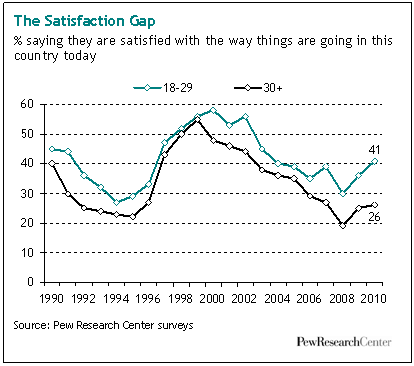 The Satisfaction Gap
% saying they are satisfied with the way things are going in this
country today
18-29 30+
60
50
40
30
20
10
0
41
26
1990 1992 1994 1996 1998 2000 2002 2004 2006 2008 2010
Source: Pew Research Center surveys
PewResearchCenter